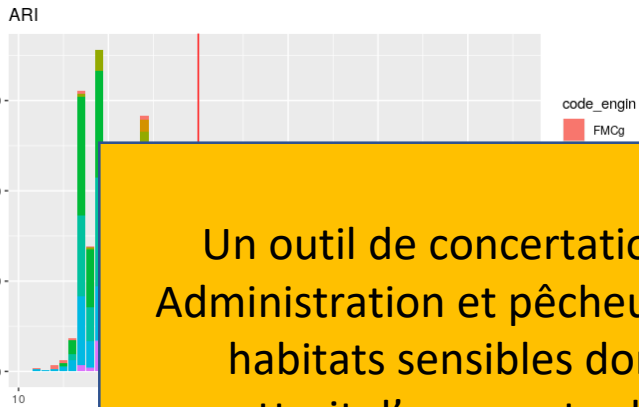 ARI
code_engin
FMCg
Un outil de concertatio
Administration et pêcheu
habitats sensibles do
10